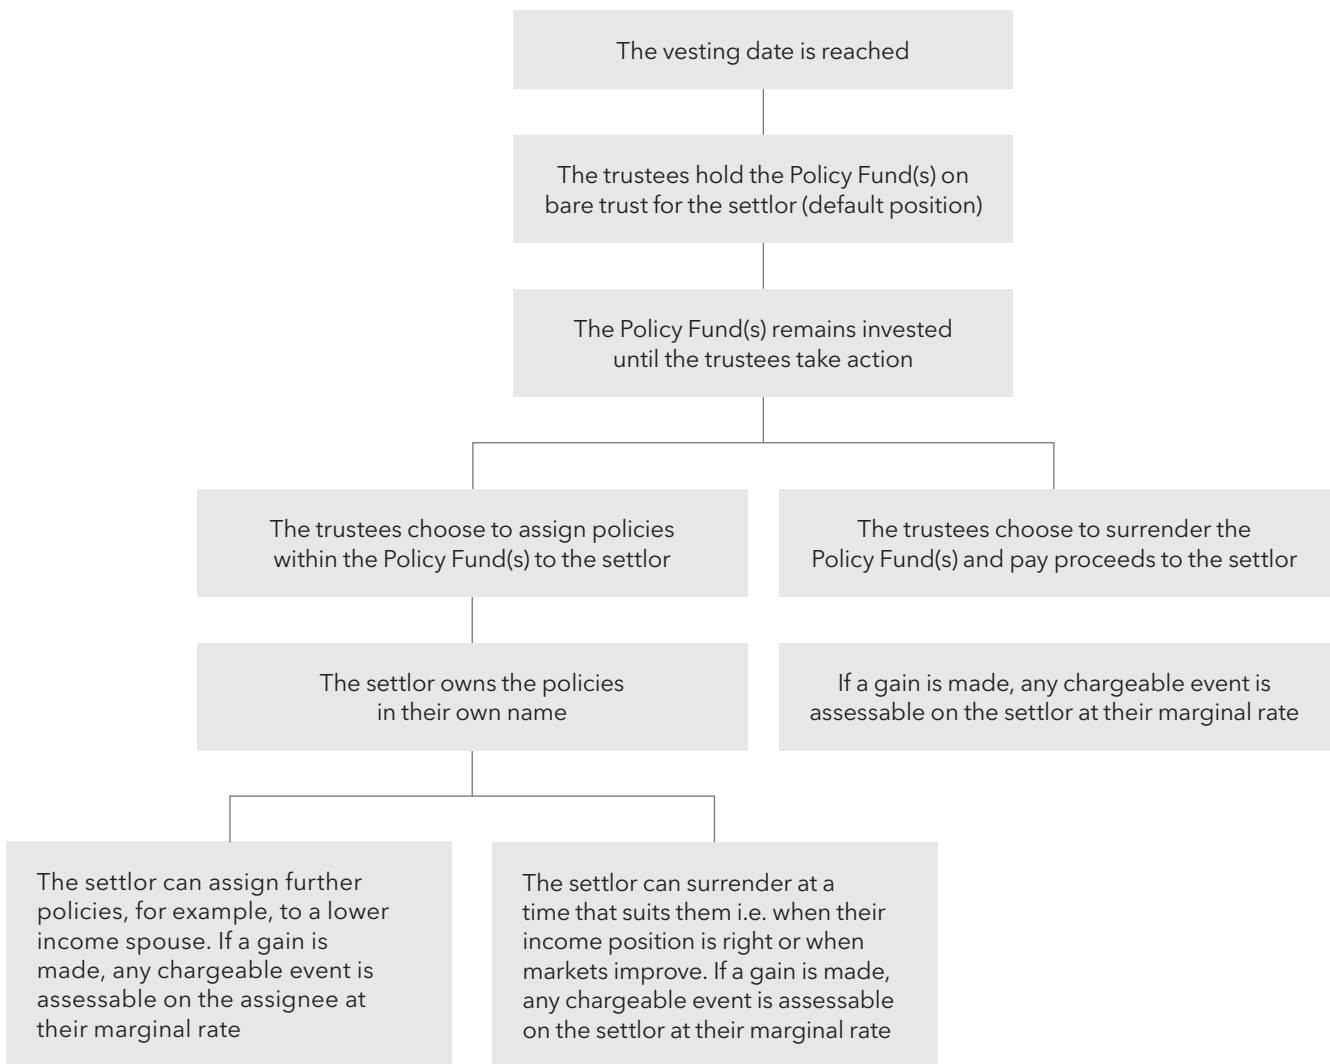 The vesting date is reached
The trustees hold the Policy Fund(s) on
bare trust for the settlor (default position)
The Policy Fund(s) remains invested
until the trustees take action
The trustees choose to assign policies
within the Policy Fund(s) to the settlor
The trustees choose to surrender the
Policy Fund(s) and pay proceeds to the settlor
The settlor owns the policies
in their own name
If a gain is made, any chargeable event is
assessable on the settlor at their marginal rate
The settlor can assign further
policies, for example, to a lower
income spouse. If a gain is
made, any chargeable event is
assessable on the assignee at
their marginal rate
The settlor can surrender at a
time that suits them i.e. when their
income position is right or when
markets improve. If a gain is made,
any chargeable event is assessable
on the settlor at their marginal rate